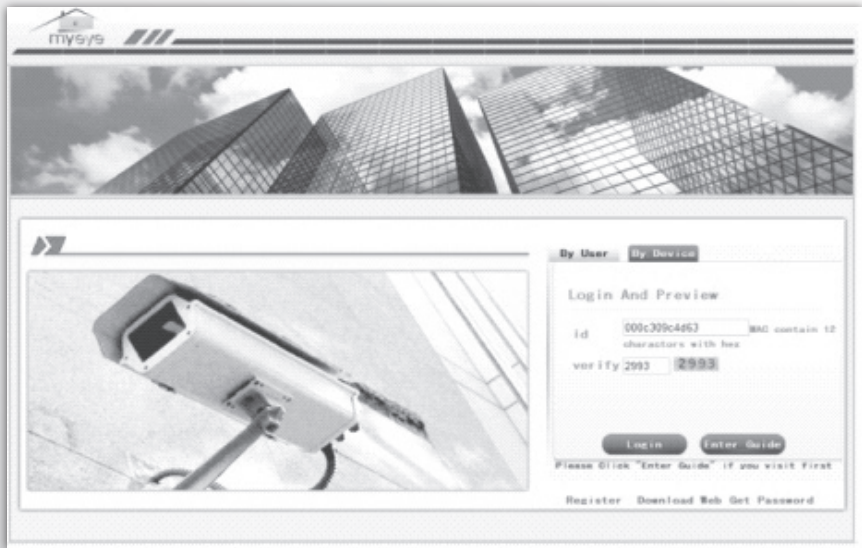 myeye
By User By Device
Login And Preview
id 000c309c4d63 MAC contain 12
charactors with hex
verify 2993 2993
Login Enter Guide
Please Click "Enter Guide" if you visit first
Register Download Web Get Password